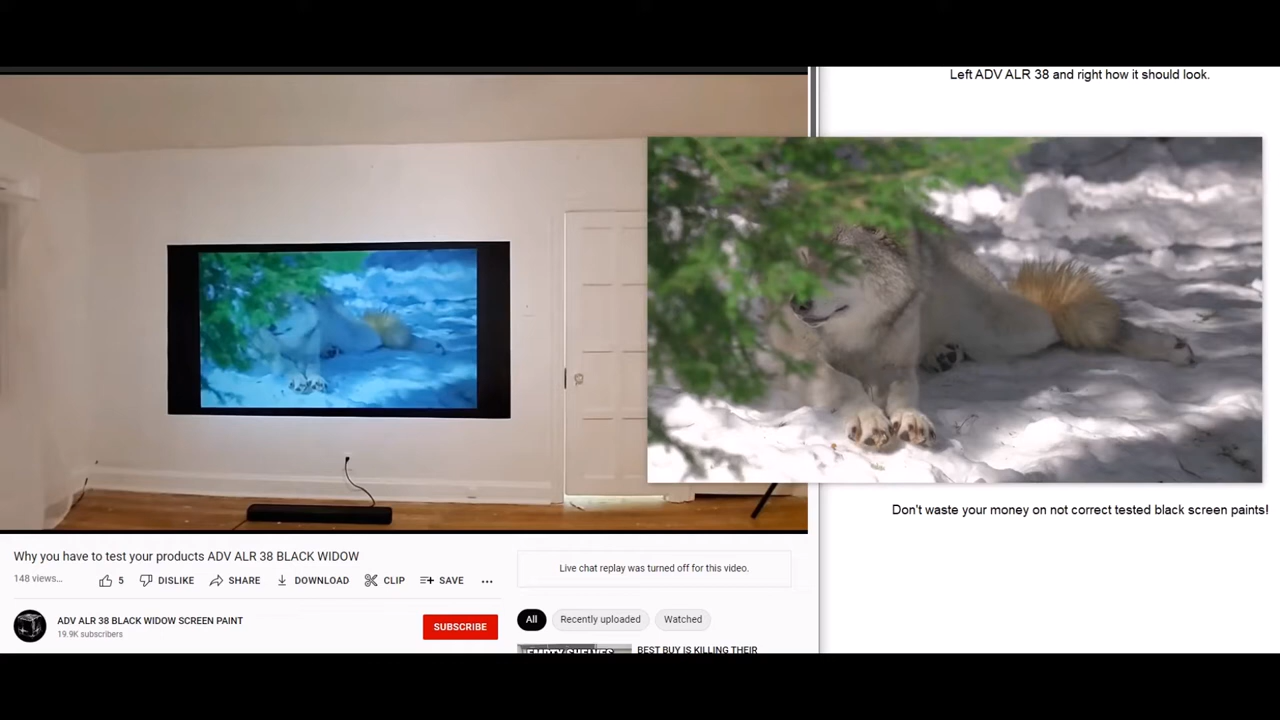 Left ADV ALR 38 and right how it should look.
Don't waste your money on not correct tested black screen paints!
Why you have to test your products ADV ALR 38 BLACK WIDOW
148 views...
5
DISLIKE
SHARE
DOWNLOAD
CLIP
SAVE
...
Live chat replay was turned off for this video.
ADV ALR 38 BLACK WIDOW SCREEN PAINT
19.9K subscribers
SUBSCRIBE
All
Recently uploaded
Watched
EMPTY SHELVES
BEST BUY IS KILLING THEIR